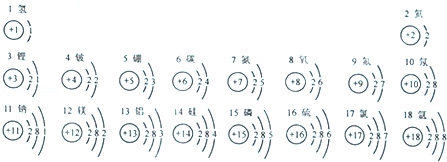 1 氢 2 氦
+1 1 +2 2
3 锂 4 铍 5 硼 6 碳 7 氮 8 氧 9 氟 10 氖
+3 2 1 +4 2 2 +5 2 3 +6 2 4 +7 2 5 +8 2 6 +9 2 7 +10 2 8
11 钠 12 镁 13 铝 14 硅 15 磷 16 硫 17 氯 18 氩
+11 2 8 1 +12 2 8 2 +13 2 8 3 +14 2 8 4 +15 2 8 5 +16 2 8 6 +17 2 8 7 +18 2 8 8